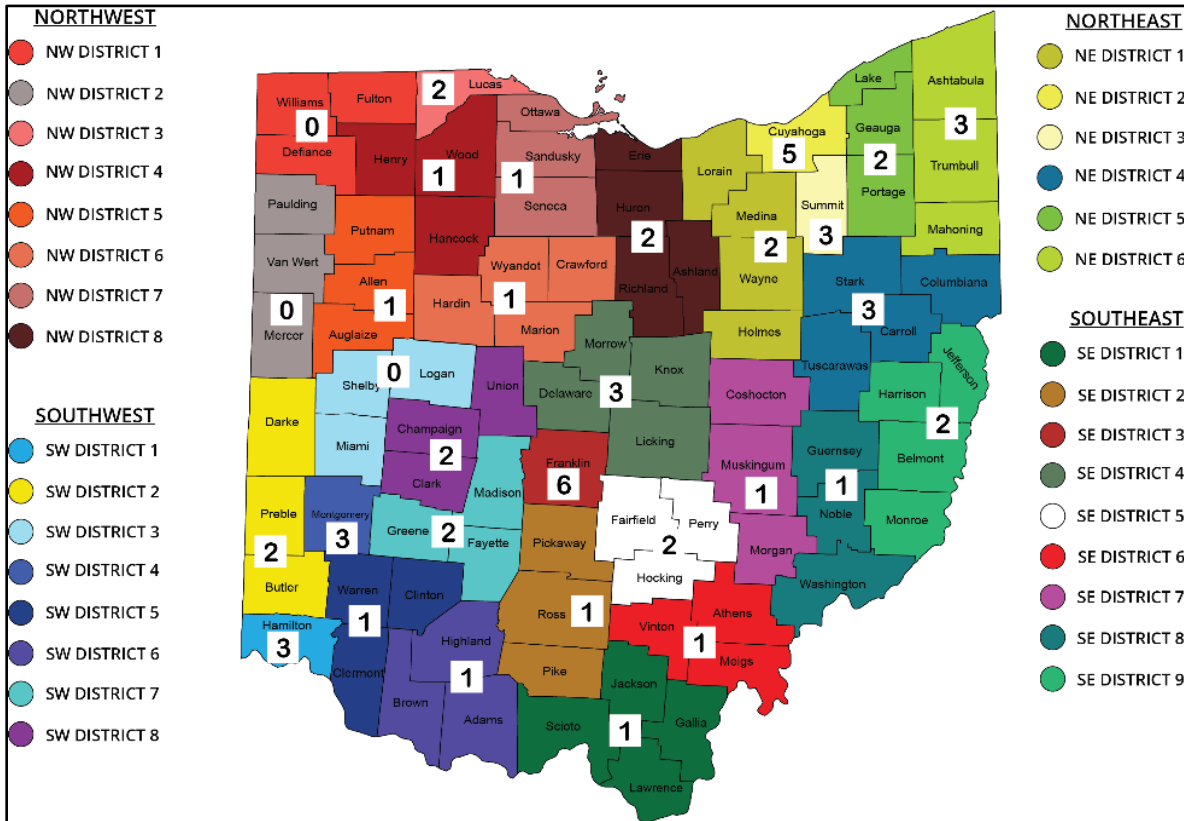 NORTHWEST
NW DISTRICT 1
NW DISTRICT 2
NW DISTRICT 3
NW DISTRICT 4
NW DISTRICT 5
NW DISTRICT 6
NW DISTRICT 7
NW DISTRICT 8
SOUTHWEST
SW DISTRICT 1
SW DISTRICT 2
SW DISTRICT 3
SW DISTRICT 4
SW DISTRICT 5
SW DISTRICT 6
SW DISTRICT 7
SW DISTRICT 8
Williams
Fulton
Lucas
2
0
Defiance
Henry
Wood
1
Ottawa
Sandusky
1
Seneca
Erie
Huron
2
Richland
Ashland
Lorain
Cuyahoga
5
Lake
Geauga
2
Portage
Ashtabula
3
Trumbull
Mahoning
Paulding
Van Wert
0
Mercer
Putnam
Allen
1
Auglaize
Hancock
Hardin
Wyandot
Crawford
1
Marion
Medina
2
Wayne
Holmes
Summit
3
Stark
3
Columbiana
Carroll
Tuscarawas
Jefferson
Harrison
2
Belmont
Monroe
Shelby
0
Logan
Miami
Union
Champaign
2
Clark
Morrow
Knox
Delaware
3
Licking
Coshocton
Muskingum
1
Morgan
Guernsey
1
Noble
Washington
Darke
Preble
2
Butler
Montgomery
3
Greene
2
Madison
Fayette
Franklin
6
Pickaway
Ross
1
Pike
Fairfield
Perry
2
Hocking
Hamilton
3
Warren
Clinton
1
Clermont
Highland
1
Brown
Adams
Vinton
Athens
1
Meigs
Jackson
Scioto
1
Gallia
Lawrence
NORTHEAST
NE DISTRICT 1
NE DISTRICT 2
NE DISTRICT 3
NE DISTRICT 4
NE DISTRICT 5
NE DISTRICT 6
SOUTHEAST
SE DISTRICT 1
SE DISTRICT 2
SE DISTRICT 3
SE DISTRICT 4
SE DISTRICT 5
SE DISTRICT 6
SE DISTRICT 7
SE DISTRICT 8
SE DISTRICT 9